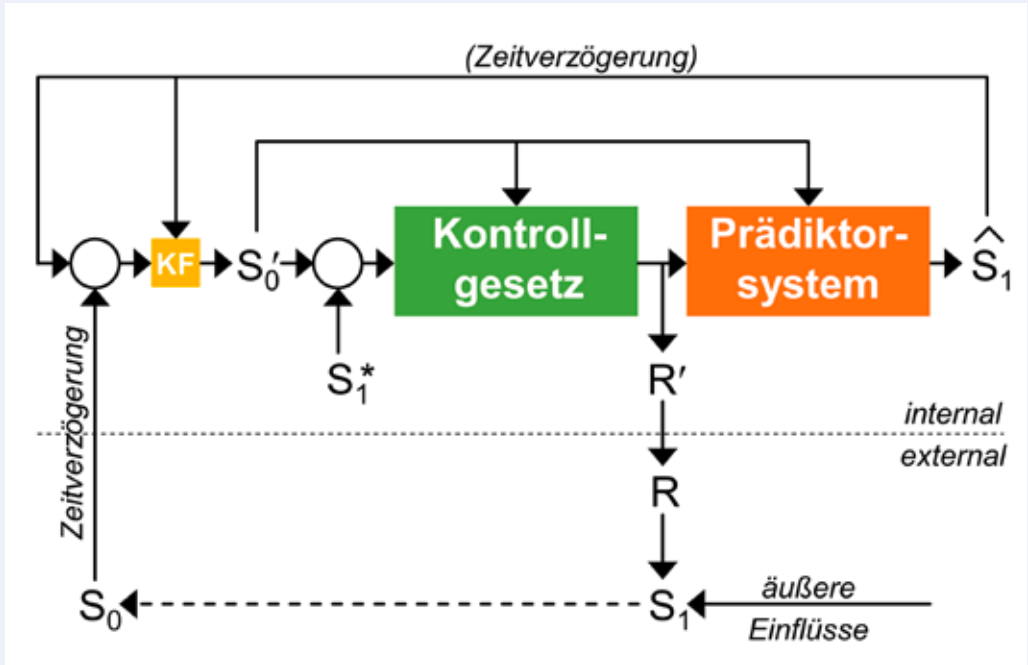 (Zeitverzögerung)
Kontroll-
gesetz
Prädiktor-
system
KF
S₀′
Ŝ₁
S₁*
R′
Zeitverzögerung
internal
external
R
S₀
S₁
äußere
Einflüsse